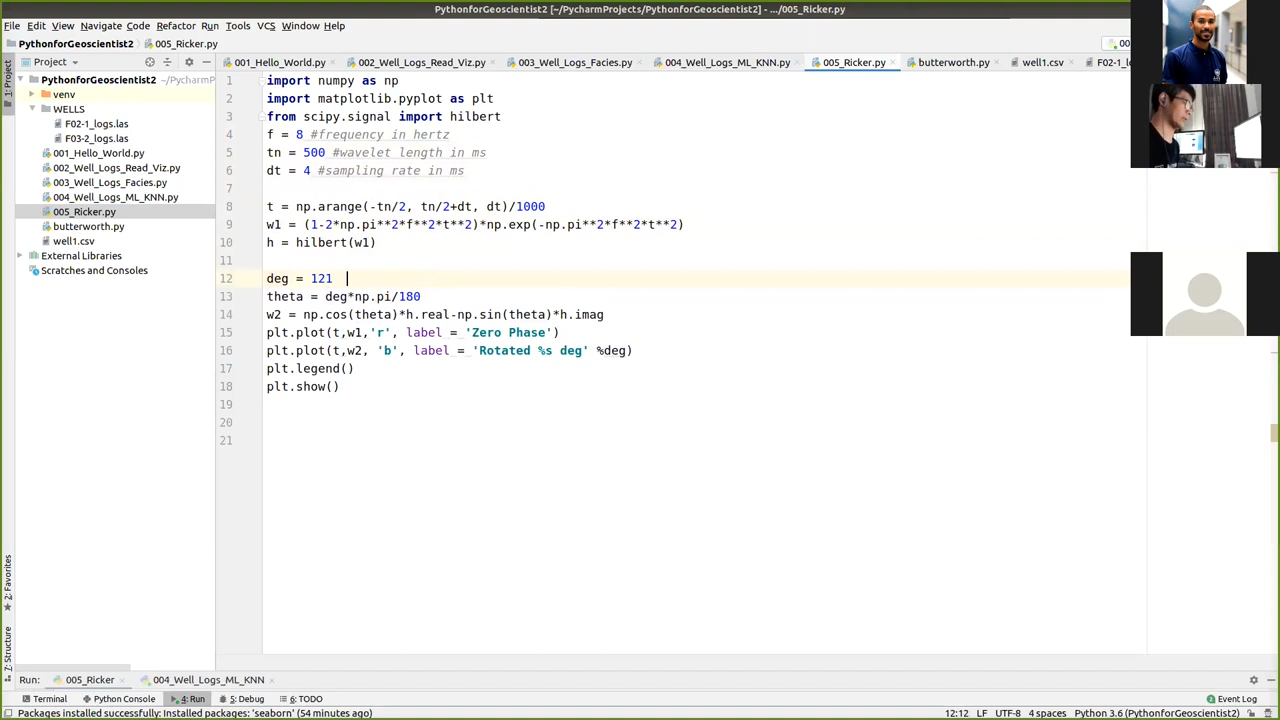 PythonforGeoscientist2 [~/PycharmProjects/PythonforGeoscientist2] - .../005_Ricker.py
File Edit View Navigate Code Refactor Run Tools VCS Window Help
PythonforGeoscientist2 005_Ricker.py 00
Project
001_Hello_World.py 002_Well_Logs_Read_Viz.py 003_Well_Logs_Facies.py 004_Well_Logs_ML_KNN.py 005_Ricker.py butterworth.py well1.csv F02-1_l
1: Project
PythonforGeoscientist2 ~/PycharmP
venv
WELLS
F02-1_logs.las
F03-2_logs.las
001_Hello_World.py
002_Well_Logs_Read_Viz.py
003_Well_Logs_Facies.py
004_Well_Logs_ML_KNN.py
005_Ricker.py
butterworth.py
well1.csv
External Libraries
Scratches and Consoles
1 import numpy as np
2 import matplotlib.pyplot as plt
3 from scipy.signal import hilbert
4 f = 8 #frequency in hertz
5 tn = 500 #wavelet length in ms
6 dt = 4 #sampling rate in ms
7
8 t = np.arange(-tn/2, tn/2+dt, dt)/1000
9 w1 = (1-2*np.pi**2*f**2*t**2)*np.exp(-np.pi**2*f**2*t**2)
10 h = hilbert(w1)
11
12 deg = 121
13 theta = deg*np.pi/180
14 w2 = np.cos(theta)*h.real-np.sin(theta)*h.imag
15 plt.plot(t,w1,'r', label = 'Zero Phase')
16 plt.plot(t,w2, 'b', label = 'Rotated %s deg' %deg)
17 plt.legend()
18 plt.show()
19
20
21
2: Favorites
7: Structure
Run: 005_Ricker 004_Well_Logs_ML_KNN
Terminal Python Console 4: Run 5: Debug 6: TODO Event Log
Packages installed successfully: Installed packages: 'seaborn' (54 minutes ago) 12:12 LF UTF-8 4 spaces Python 3.6 (PythonforGeoscientist2)